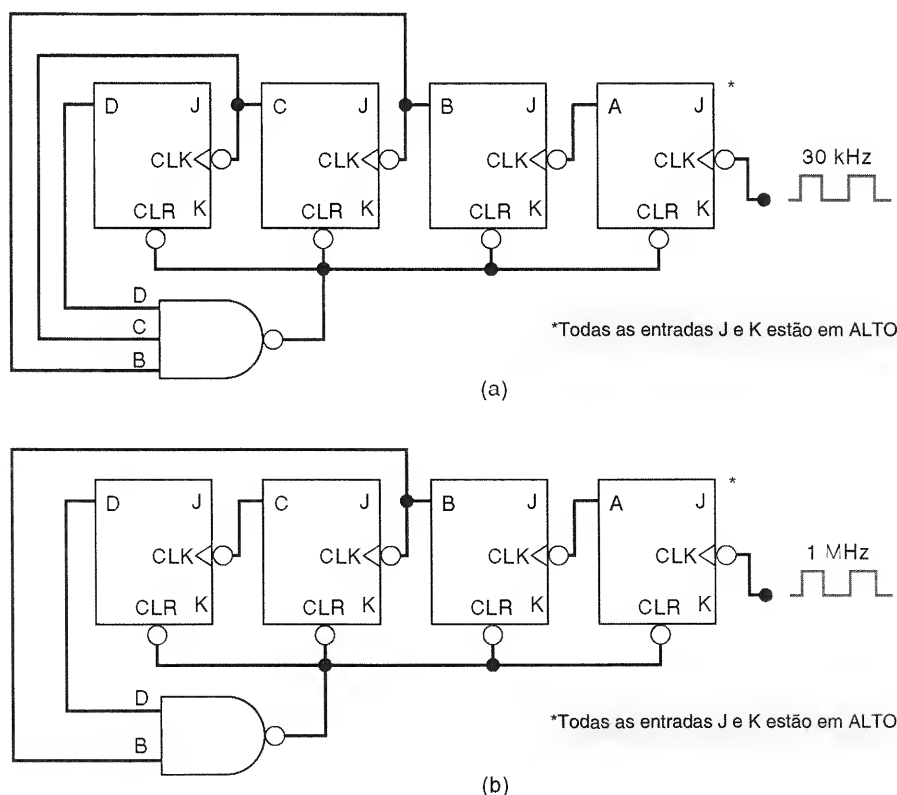 D J C J B J A J *
CLK CLK CLK CLK
30 kHz
CLR K CLR K CLR K CLR K
D
C
B
*Todas as entradas J e K estão em ALTO
(a)
D J C J B J A J *
CLK CLK CLK CLK
1 MHz
CLR K CLR K CLR K CLR K
D
B
*Todas as entradas J e K estão em ALTO
(b)